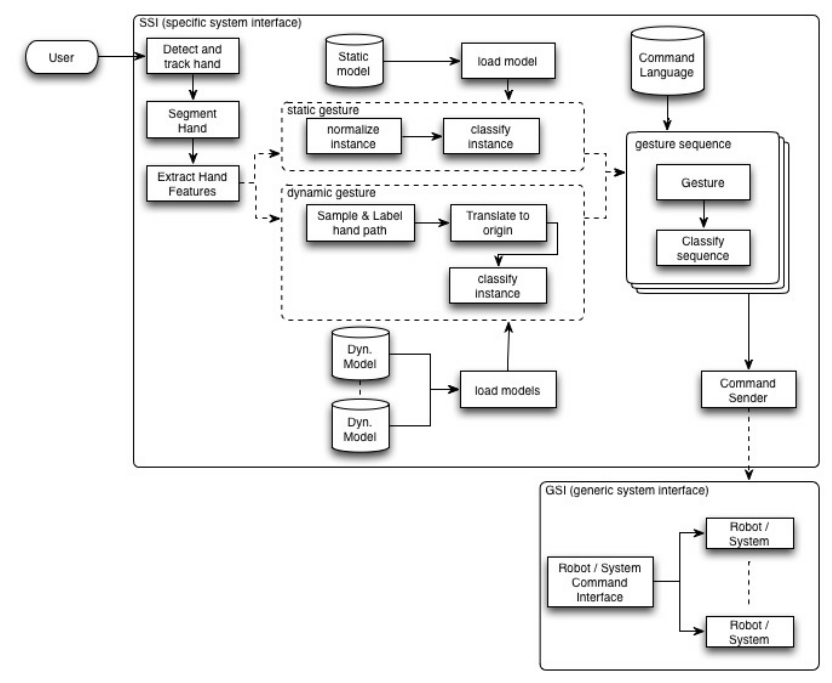 SSI (specific system interface)
User
Detect and
track hand
Segment
Hand
Extract Hand
Features
Static
model
load model
static gesture
normalize
instance
classify
instance
dynamic gesture
Sample & Label
hand path
Translate to
origin
classify
instance
Dyn.
Model
Dyn.
Model
load models
Command
Language
gesture sequence
Gesture
Classify
sequence
Command
Sender
GSI (generic system interface)
Robot / System
Command
Interface
Robot /
System
Robot /
System